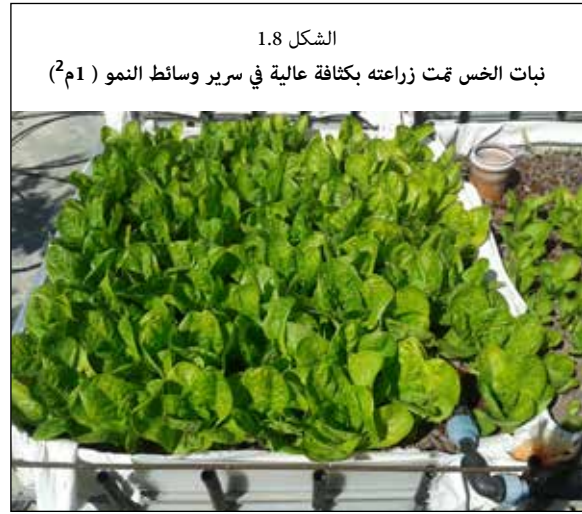 الشكل 1.8
نبات الخس تمت زراعته بكثافة عالية في سرير وسائط النمو ( 1م2)